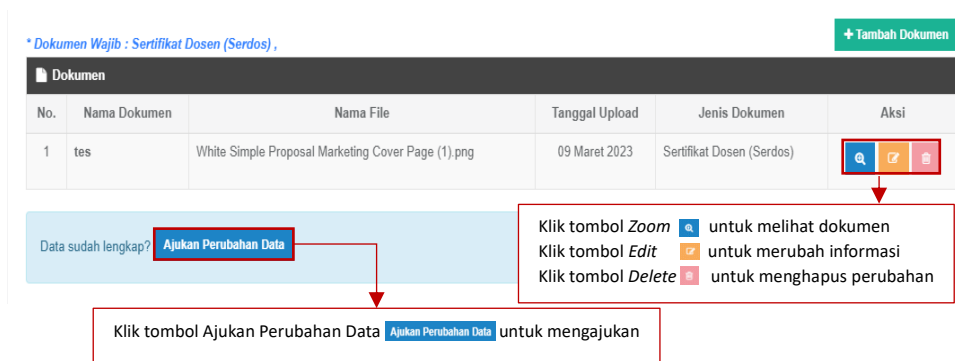 + Tambah Dokumen
* Dokumen Wajib : Sertifikat Dosen (Serdos) ,
Dokumen
No. Nama Dokumen Nama File Tanggal Upload Jenis Dokumen Aksi
1 tes White Simple Proposal Marketing Cover Page (1).png 09 Maret 2023 Sertifikat Dosen (Serdos)
Data sudah lengkap? Ajukan Perubahan Data
Klik tombol Zoom untuk melihat dokumen
Klik tombol Edit untuk merubah informasi
Klik tombol Delete untuk menghapus perubahan
Klik tombol Ajukan Perubahan Data Ajukan Perubahan Data untuk mengajukan